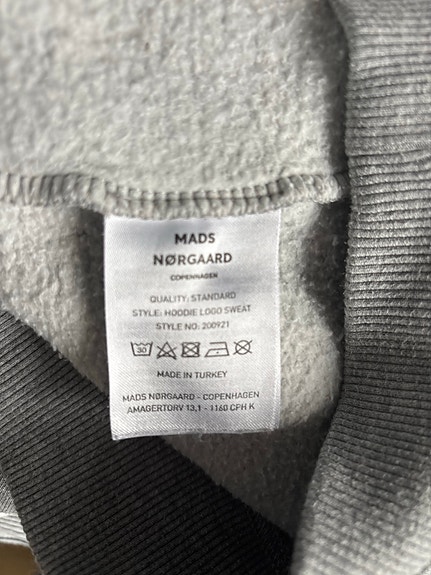 MADS
NØRGAARD
COPENHAGEN
QUALITY: STANDARD
STYLE: HOODIE LOGO SWEAT
STYLE NO: 200921
30
MADE IN TURKEY
MADS NØRGAARD - COPENHAGEN
AMAGERTORV 13,1 - 1160 CPH K